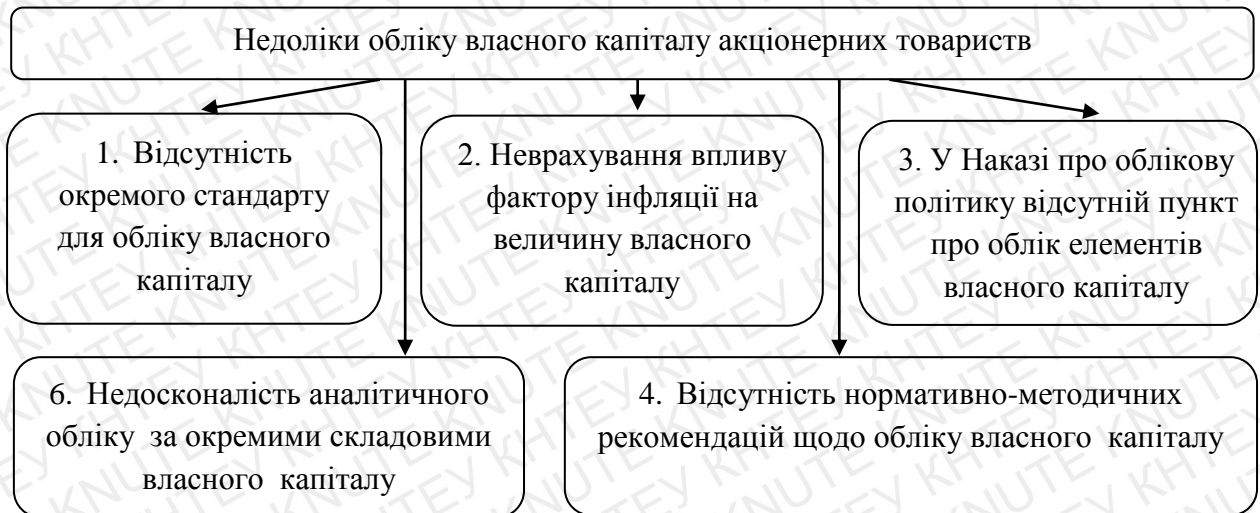 Недоліки обліку власного капіталу акціонерних товариств
1. Відсутність
окремого стандарту
для обліку власного
капіталу
2. Неврахування впливу
фактору інфляції на
величину власного
капіталу
3. У Наказі про облікову
політику відсутній пункт
про облік елементів
власного капіталу
6. Недосконалість аналітичного
обліку за окремими складовими
власного капіталу
4. Відсутність нормативно-методичних
рекомендацій щодо обліку власного капіталу